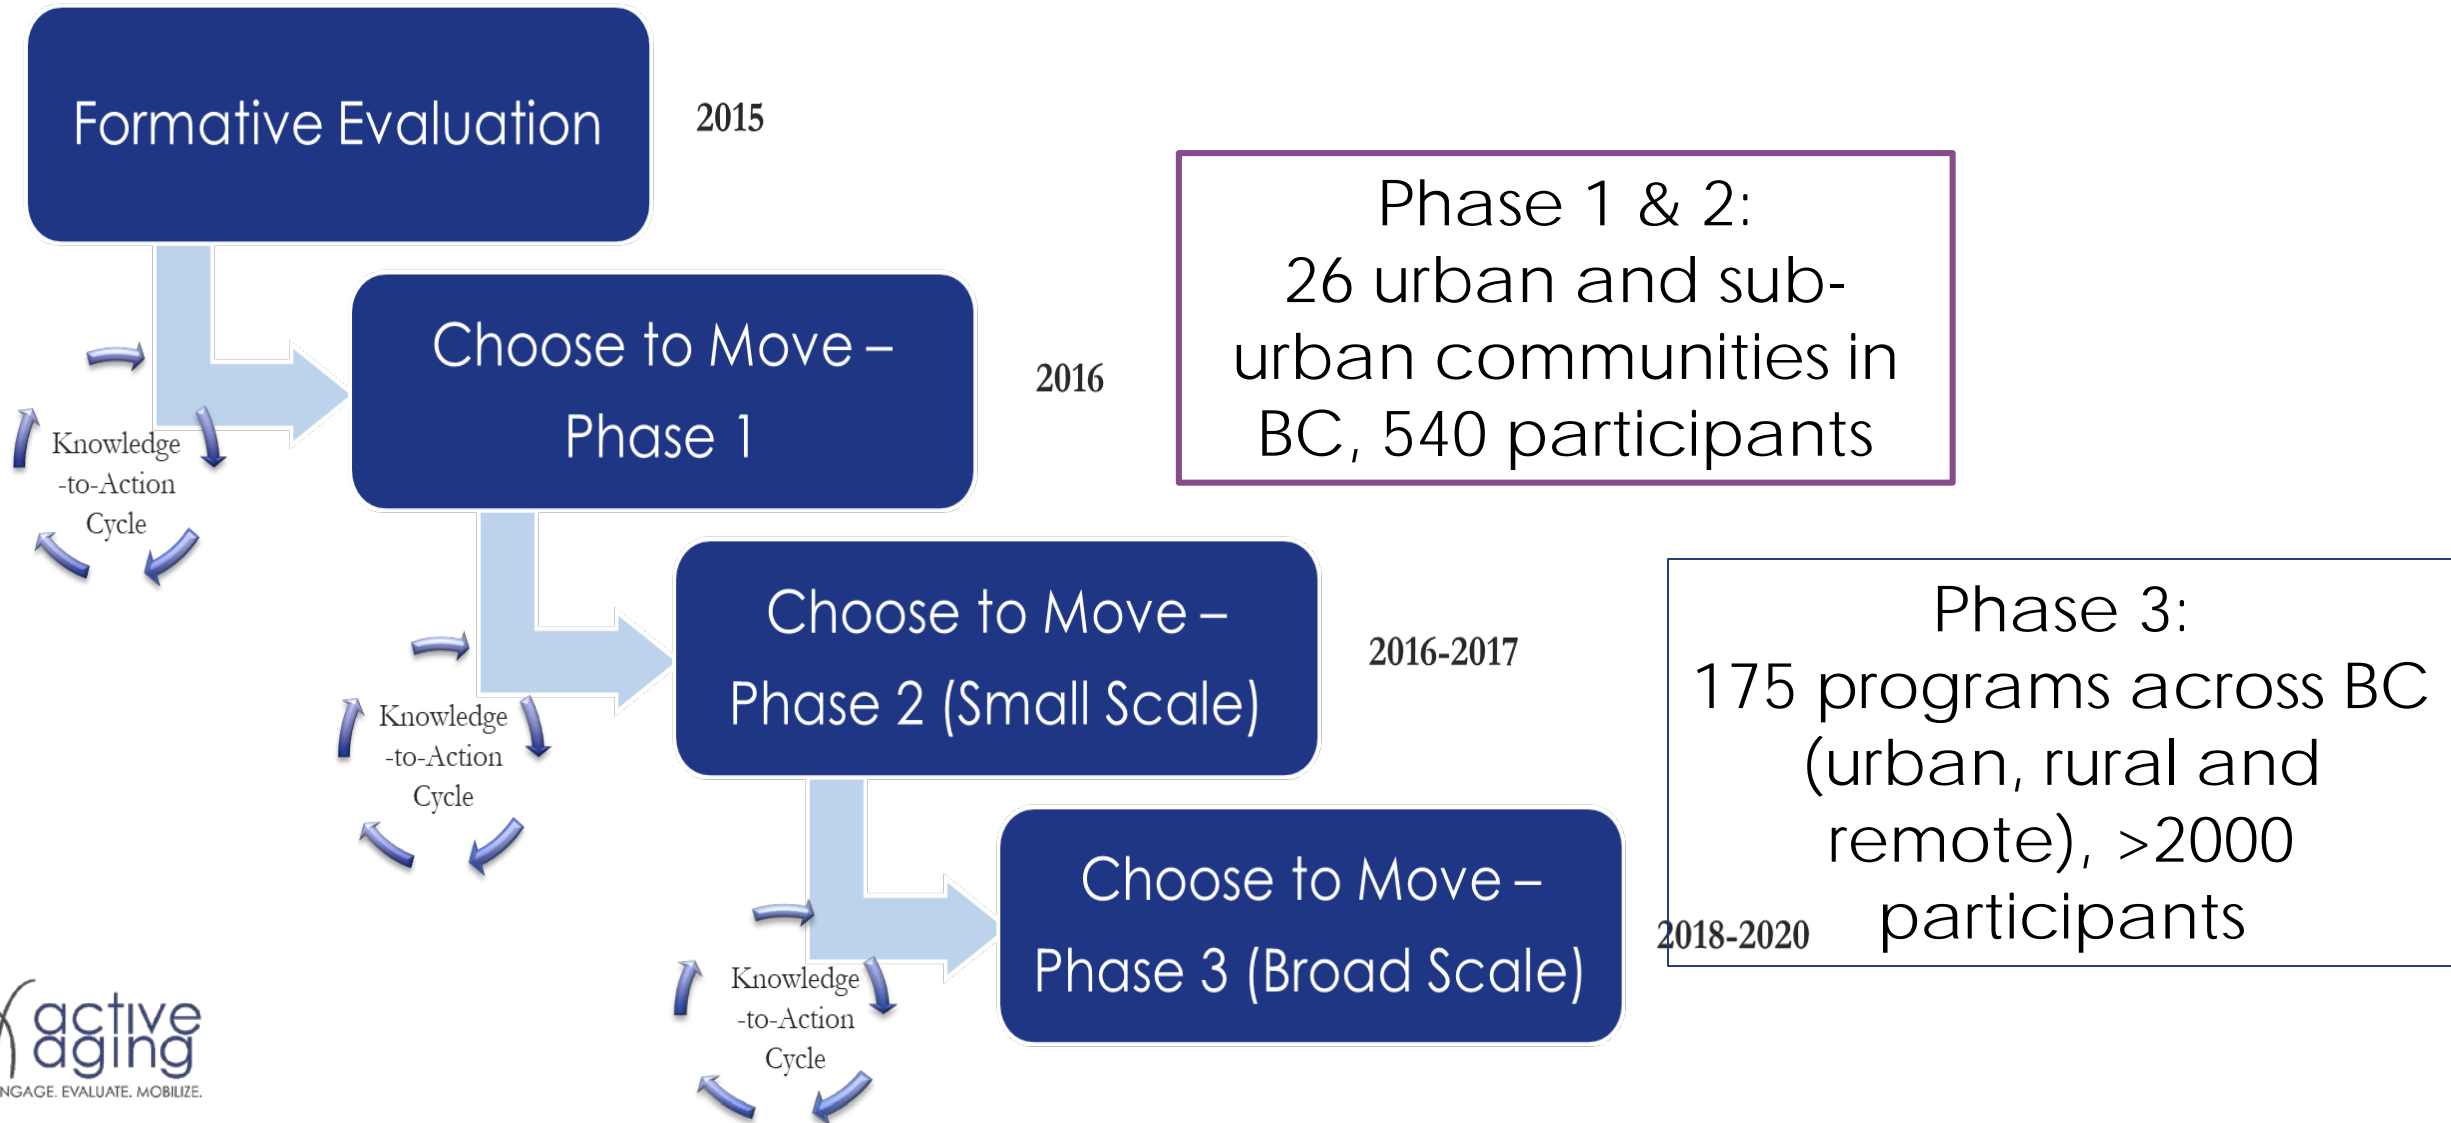 Formative Evaluation
2015
Choose to Move –
Phase 1
2016
Phase 1 & 2:
26 urban and sub-
urban communities in
BC, 540 participants
Knowledge
-to-Action
Cycle
Choose to Move –
Phase 2 (Small Scale)
2016-2017
Phase 3:
175 programs across BC
(urban, rural and
remote), >2000
participants
Knowledge
-to-Action
Cycle
Choose to Move –
Phase 3 (Broad Scale)
2018-2020
Knowledge
-to-Action
Cycle
active
aging
NGAGE. EVALUATE. MOBILIZE.